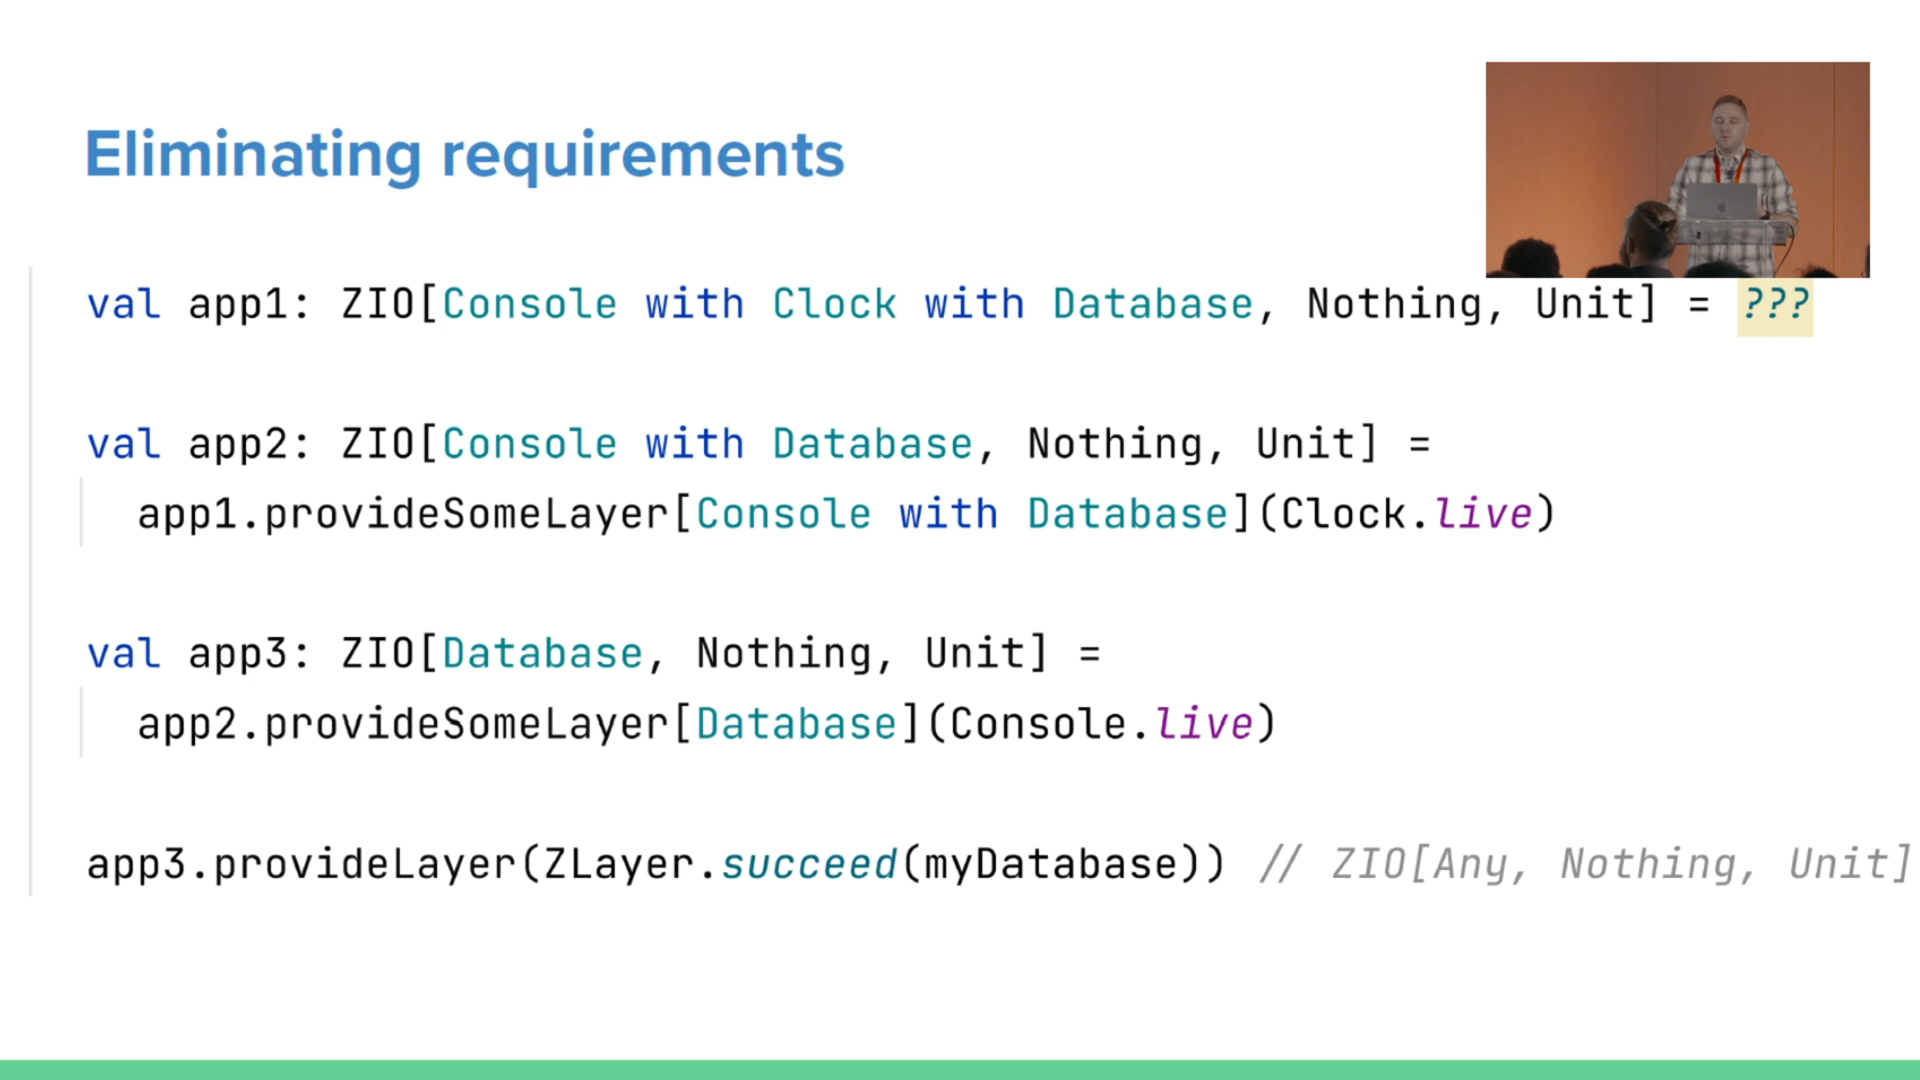 Eliminating requirements
val app1: ZIO[Console with Clock with Database, Nothing, Unit] = ???
val app2: ZIO[Console with Database, Nothing, Unit] =
app1.provideSomeLayer[Console with Database](Clock.live)
val app3: ZIO[Database, Nothing, Unit] =
app2.provideSomeLayer[Database](Console.live)
app3.provideLayer(ZLayer.succeed(myDatabase)) // ZIO[Any, Nothing, Unit]